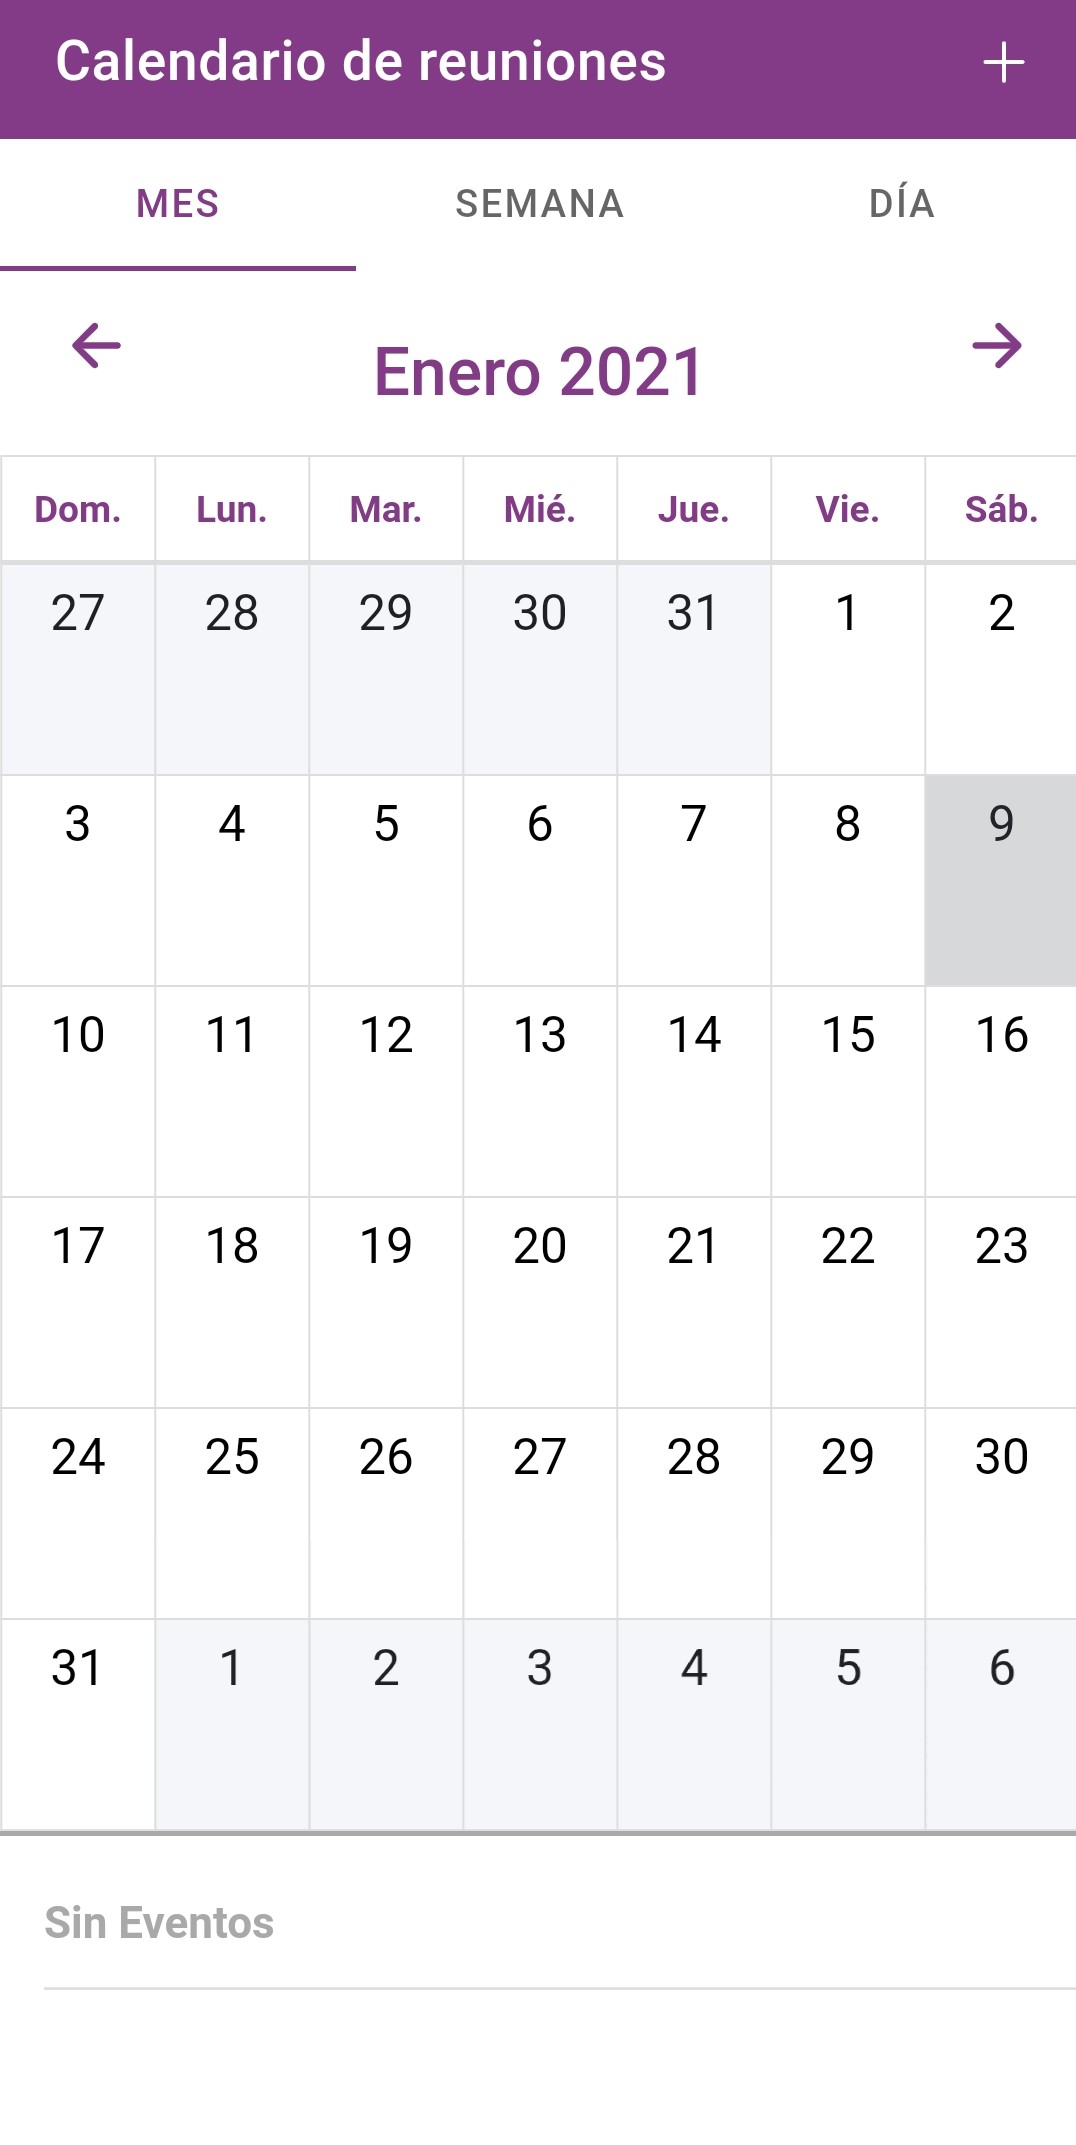 Calendario de reuniones +
MES SEMANA DÍA
Enero 2021
Dom. Lun. Mar. Mié. Jue. Vie. Sáb.
27 28 29 30 31 1 2
3 4 5 6 7 8 9
10 11 12 13 14 15 16
17 18 19 20 21 22 23
24 25 26 27 28 29 30
31 1 2 3 4 5 6
Sin Eventos